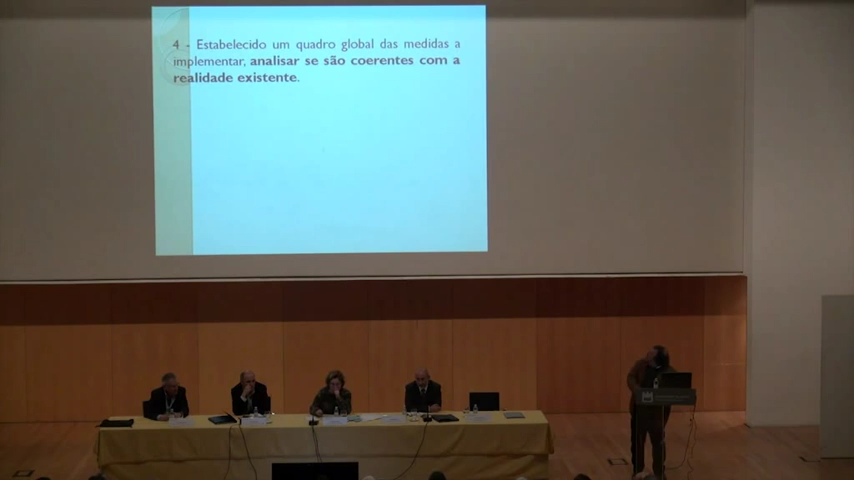 4 - Estabelecido um quadro global das medidas a
implementar, analisar se são coerentes com a
realidade existente.